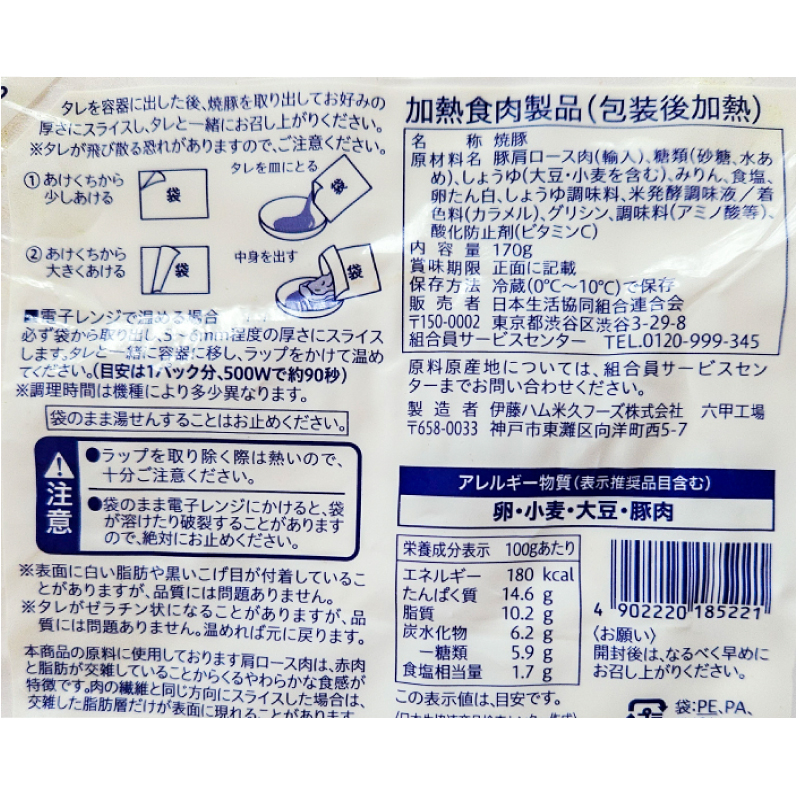 タレを容器に出した後、焼豚を取り出してお好みの
厚さにスライスし、タレと一緒にお召し上がりください。
※タレが飛び散る恐れがありますので、ご注意ください。
①あけくちから
少しあける
袋
タレを皿にとる
袋
②あけくちから
大きくあける
袋
中身を出す
袋
■電子レンジで温める場合
必ず袋から取り出し、5~6mm程度の厚さにスライス
します。タレと一緒に容器に移し、ラップをかけて温め
てください。(目安は1パック分、500Wで約90秒)
※調理時間は機種により多少異なります。
袋のまま湯せんすることはお止めください。
注意
●ラップを取り除く際は熱いので、
十分ご注意ください。
●袋のまま電子レンジにかけると、袋
が溶けたり破裂することがあります
ので、絶対にお止めください。
※表面に白い脂肪や黒いこげ目が付着しているこ
とがありますが、品質には問題ありません。
※タレがゼラチン状になることがありますが、品
質には問題ありません。温めれば元に戻ります。
本商品の原料に使用しております肩ロース肉は、赤肉
と脂肪が交雑していることからくるやわらかな食感が
特徴です。肉の繊維と同じ方向にスライスした場合は、
交雑した脂肪層だけが表面に現れることがあります。
加熱食肉製品(包装後加熱)
名称 焼豚
原材料名 豚肩ロース肉(輸入)、糖類(砂糖、水あ
め)、しょうゆ(大豆・小麦を含む)、みりん、食塩、
卵たん白、しょうゆ調味料、米発酵調味液/着
色料(カラメル)、グリシン、調味料(アミノ酸等)、
酸化防止剤(ビタミンC)
内容量 170g
賞味期限 正面に記載
保存方法 冷蔵(0℃~10℃)で保存
販売者 日本生活協同組合連合会
〒150-0002 東京都渋谷区渋谷3-29-8
組合員サービスセンター TEL.0120-999-345
原料原産地については、組合員サービスセン
ターまでお問い合わせください。
製造者 伊藤ハム米久フーズ株式会社 六甲工場
〒658-0033 神戸市東灘区向洋町西5-7
アレルギー物質(表示推奨品目含む)
卵・小麦・大豆・豚肉
栄養成分表示 100gあたり
エネルギー 180 kcal
たんぱく質 14.6 g
脂質 10.2 g
炭水化物 6.2 g
ー糖類 5.9 g
食塩相当量 1.7 g
この表示値は、目安です。
4 902220 185221
〈お願い〉
開封後は、なるべく早めに
お召し上がりください。
袋:PE、PA、